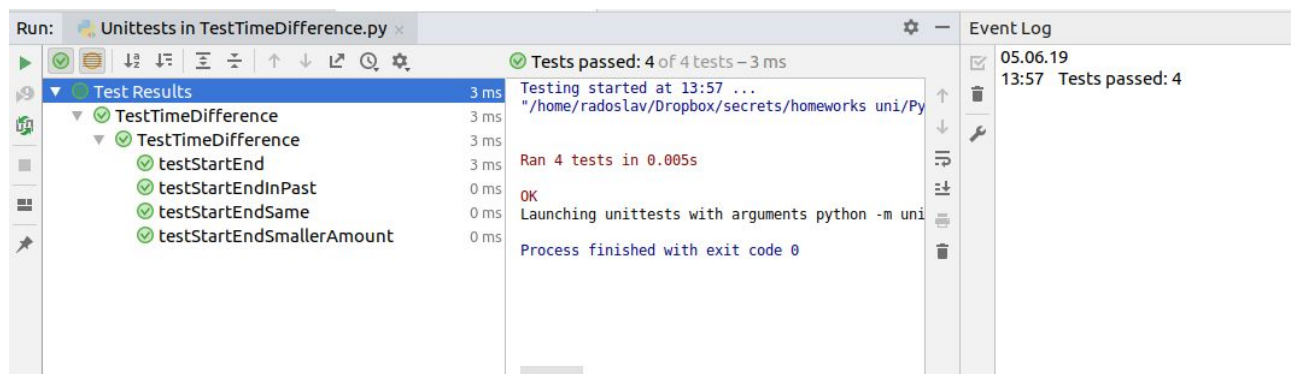 Run: Unittests in TestTimeDifference.py
Event Log
Tests passed: 4 of 4 tests – 3 ms
Test Results 3 ms
TestTimeDifference 3 ms
TestTimeDifference 3 ms
testStartEnd 3 ms
testStartEndInPast 0 ms
testStartEndSame 0 ms
testStartEndSmallerAmount 0 ms
Testing started at 13:57 ...
"/home/radoslav/Dropbox/secrets/homeworks uni/Py
Ran 4 tests in 0.005s
OK
Launching unittests with arguments python -m uni
Process finished with exit code 0
05.06.19
13:57 Tests passed: 4